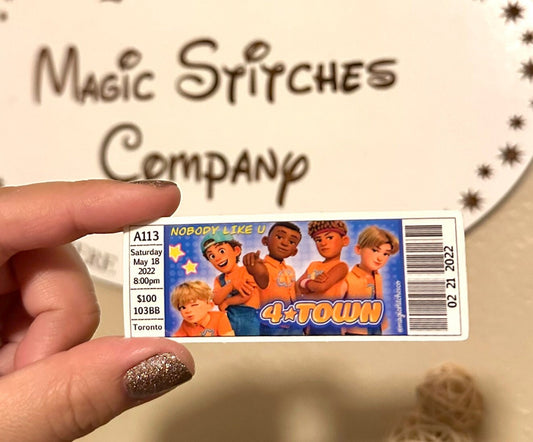 Magic Stitches
Company
A113
Saturday
May 18
2022
8:00pm
$100
103BB
Toronto
NOBODY LIKE U
4★TOWN
02 21 2022